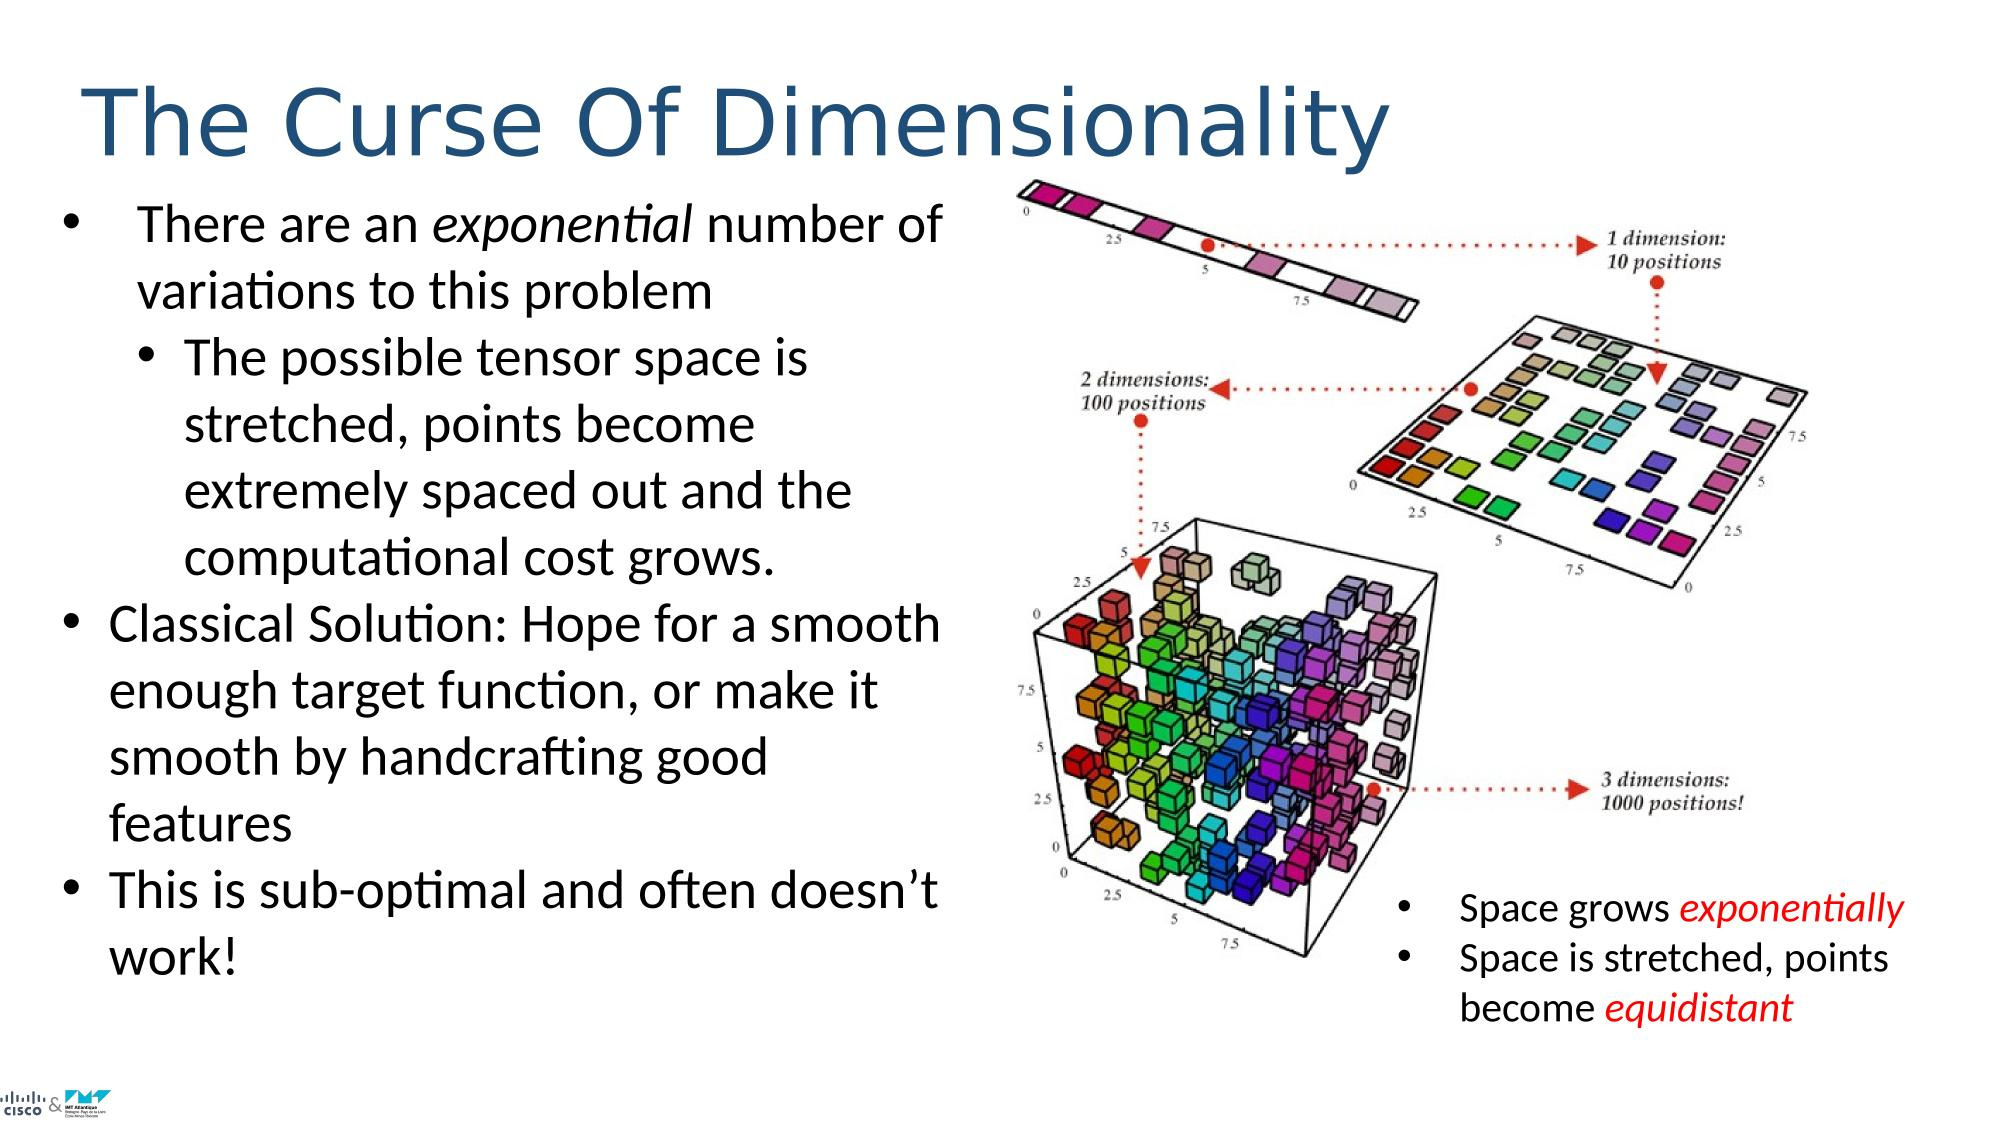 The Curse Of Dimensionality
• There are an exponential number of
variations to this problem
• The possible tensor space is
stretched, points become
extremely spaced out and the
computational cost grows.
• Classical Solution: Hope for a smooth
enough target function, or make it
smooth by handcrafting good
features
• This is sub-optimal and often doesn’t
work!
0
2.5
5
7.5
1 dimension:
10 positions
2 dimensions:
100 positions
0
2.5
5
7.5
0
2.5
5
7.5
7.5
5
2.5
0
7.5
5
2.5
0
0
2.5
5
7.5
3 dimensions:
1000 positions!
• Space grows exponentially
• Space is stretched, points
become equidistant
CISCO & IMT Atlantique